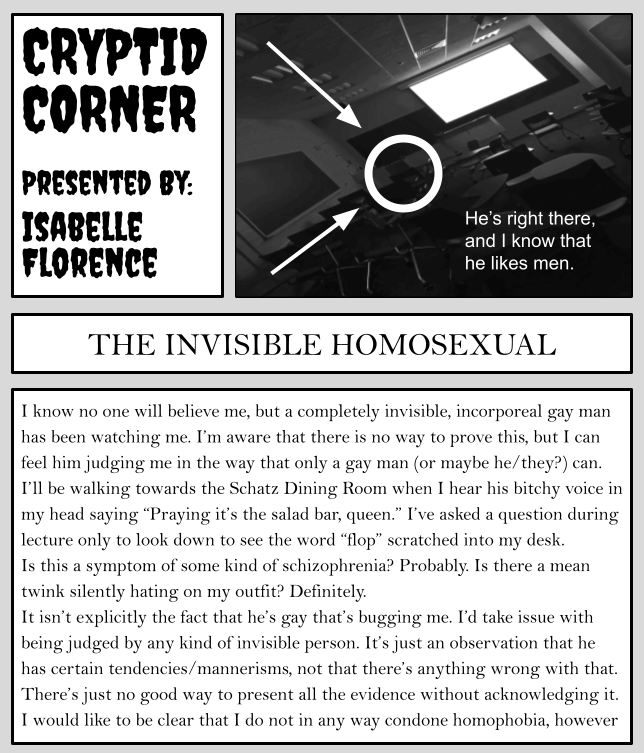 CRYPTID
CORNER
PRESENTED BY:
ISABELLE
FLORENCE
He's right there,
and I know that
he likes men.
THE INVISIBLE HOMOSEXUAL
I know no one will believe me, but a completely invisible, incorporeal gay man
has been watching me. I'm aware that there is no way to prove this, but I can
feel him judging me in the way that only a gay man (or maybe he/they?) can.
I'll be walking towards the Schatz Dining Room when I hear his bitchy voice in
my head saying “Praying it's the salad bar, queen.” I've asked a question during
lecture only to look down to see the word “flop” scratched into my desk.
Is this a symptom of some kind of schizophrenia? Probably. Is there a mean
twink silently hating on my outfit? Definitely.
It isn't explicitly the fact that he's gay that's bugging me. I'd take issue with
being judged by any kind of invisible person. It's just an observation that he
has certain tendencies/mannerisms, not that there's anything wrong with that.
There's just no good way to present all the evidence without acknowledging it.
I would like to be clear that I do not in any way condone homophobia, however